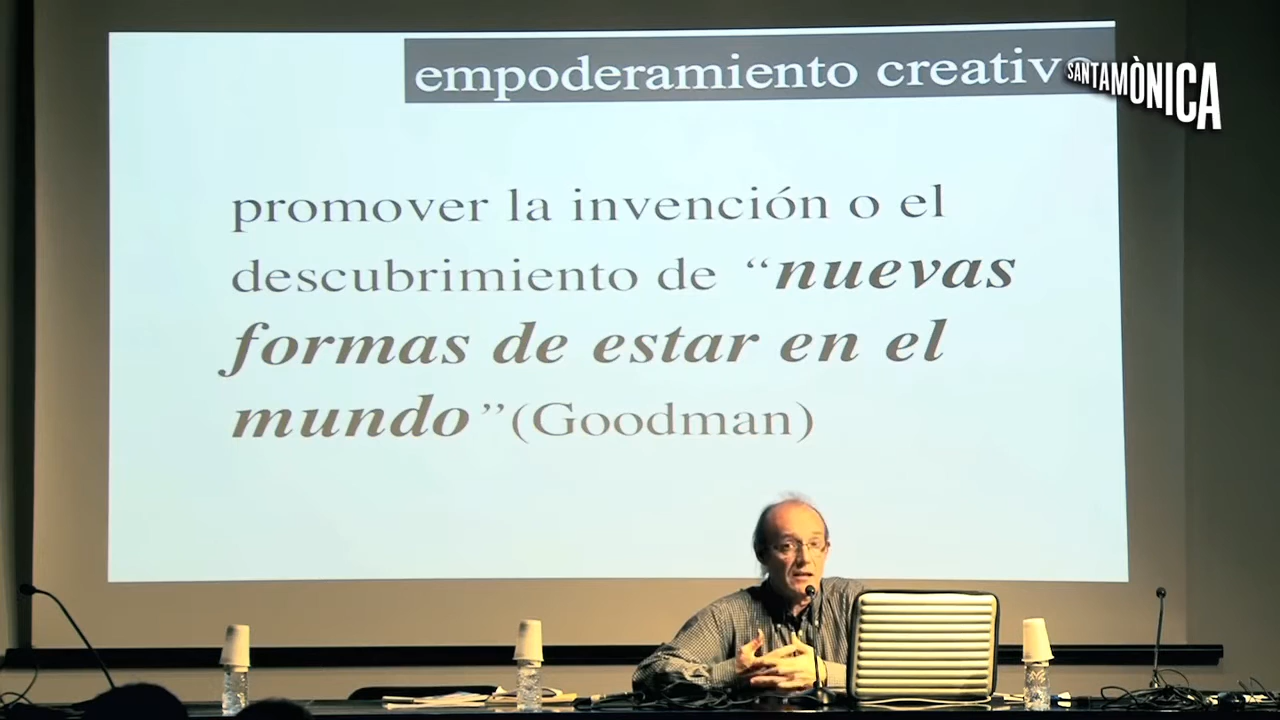 empoderamiento creativo
SANTAMÒNICA
promover la invención o el
descubrimiento de “nuevas
formas de estar en el
mundo”(Goodman)